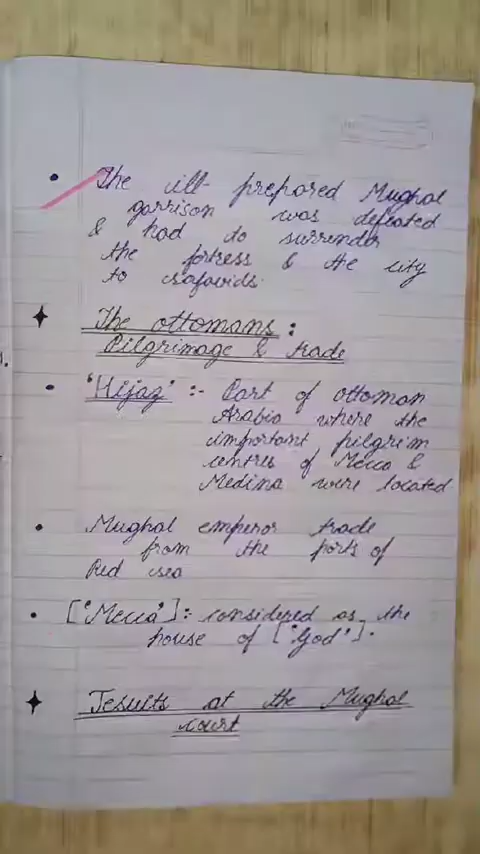 • The ill-prepared Mughal
garrison was defeated
& had to surrender
the fortress & the city
to safavids.
✦ The ottomans :
Pilgrimage & trade
• 'Hijaz' :- Part of ottoman
Arabia where the
important pilgrim
centres of Mecca &
Medina were located
• Mughal emperor trade
from the ports of
Red sea
• ['Mecca'] : considered as the
house of ['God'].
✦ Jesuits at the Mughal
court